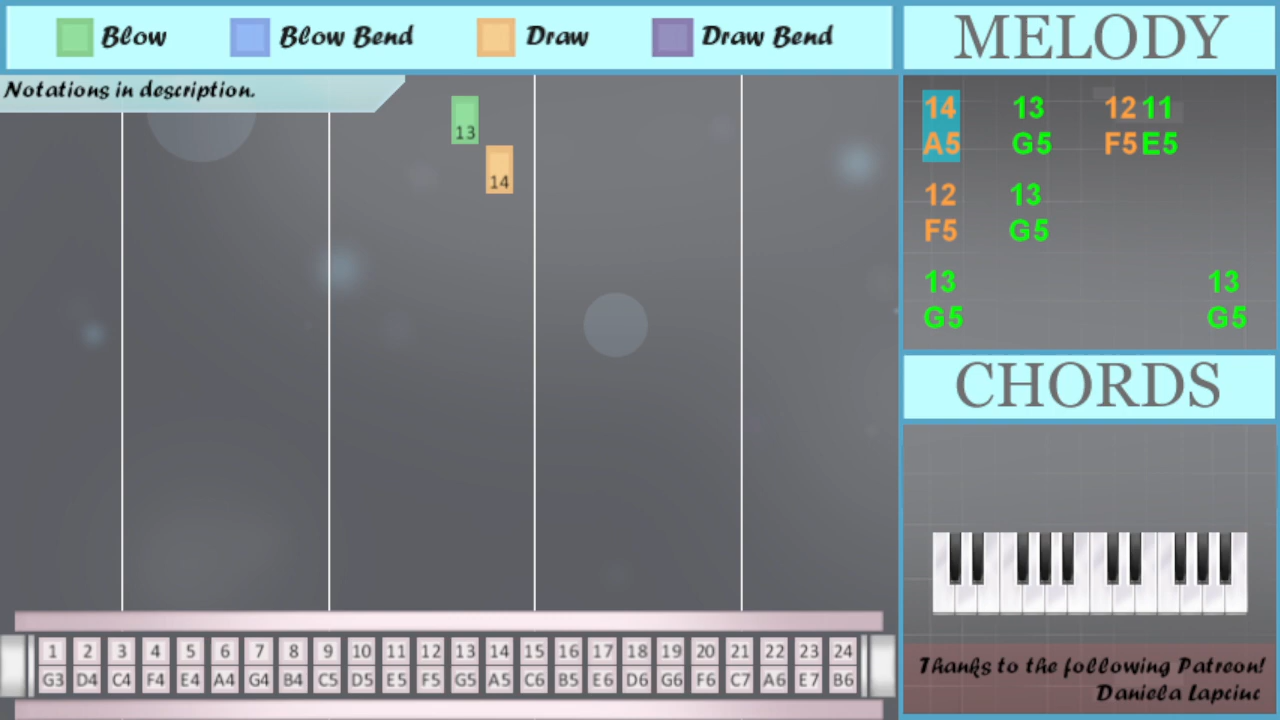 Blow Blow Bend Draw Draw Bend
MELODY
Notations in description.
13
14
14 13 12 11
A5 G5 F5 E5
12 13
F5 G5
13 13
G5 G5
CHORDS
1 2 3 4 5 6 7 8 9 10 11 12 13 14 15 16 17 18 19 20 21 22 23 24
G3 D4 C4 F4 E4 A4 G4 B4 C5 D5 E5 F5 G5 A5 C6 B5 E6 D6 G6 F6 C7 A6 E7 B6
Thanks to the following Patreon!
Daniela Lapciuc